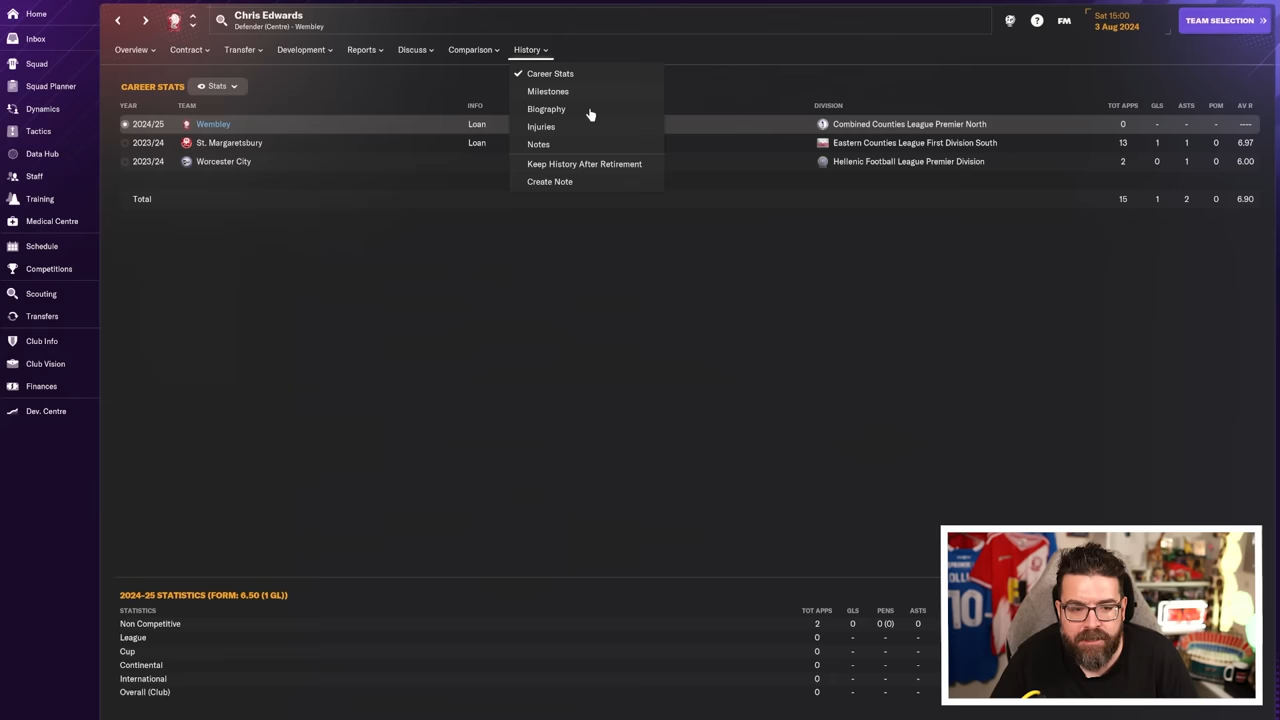 Home
Inbox
Squad
Squad Planner
Dynamics
Tactics
Data Hub
Staff
Training
Medical Centre
Schedule
Competitions
Scouting
Transfers
Club Info
Club Vision
Finances
Dev. Centre
Chris Edwards
Defender (Centre) - Wembley
? FM
Sat 15:00
3 Aug 2024
TEAM SELECTION
Overview Contract Transfer Development Reports Discuss Comparison History
CAREER STATS Stats
Career Stats
Milestones
Biography
Injuries
Notes
Keep History After Retirement
Create Note
YEAR TEAM INFO DIVISION TOT APPS GLS ASTS POM AV R
2024/25 Wembley Loan Combined Counties League Premier North 0 - - - ----
2023/24 St. Margaretsbury Loan Eastern Counties League First Division South 13 1 1 0 6.97
2023/24 Worcester City Hellenic Football League Premier Division 2 0 1 0 6.00
Total 15 1 2 0 6.90
2024-25 STATISTICS (FORM: 6.50 (1 GL))
STATISTICS TOT APPS GLS PENS ASTS
Non Competitive 2 0 0 (0) 0
League 0 - - -
Cup 0 - - -
Continental 0 - - -
International 0 - - -
Overall (Club) 0 - - -
10